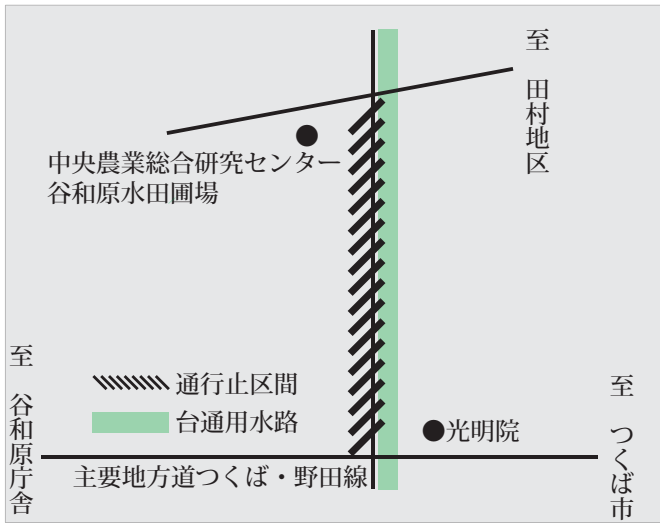 至 田村地区
中央農業総合研究センター
谷和原水田圃場
至 谷和原庁舎
通行止区間
台通用水路
光明院
至 つくば市
主要地方道つくば・野田線